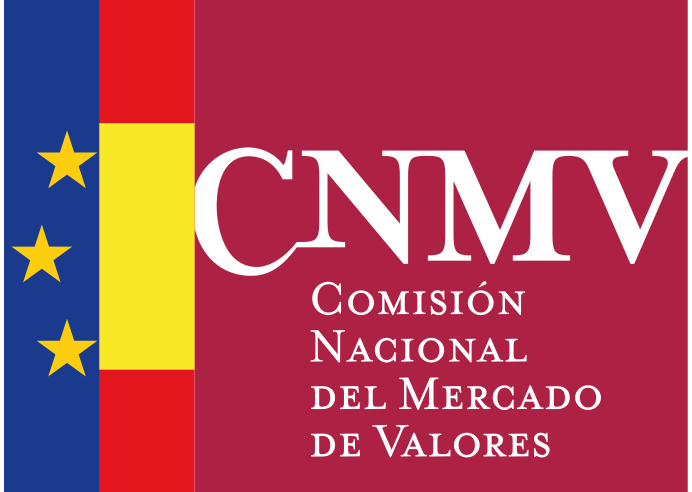 CNMV
Comisión
Nacional
del Mercado
de Valores